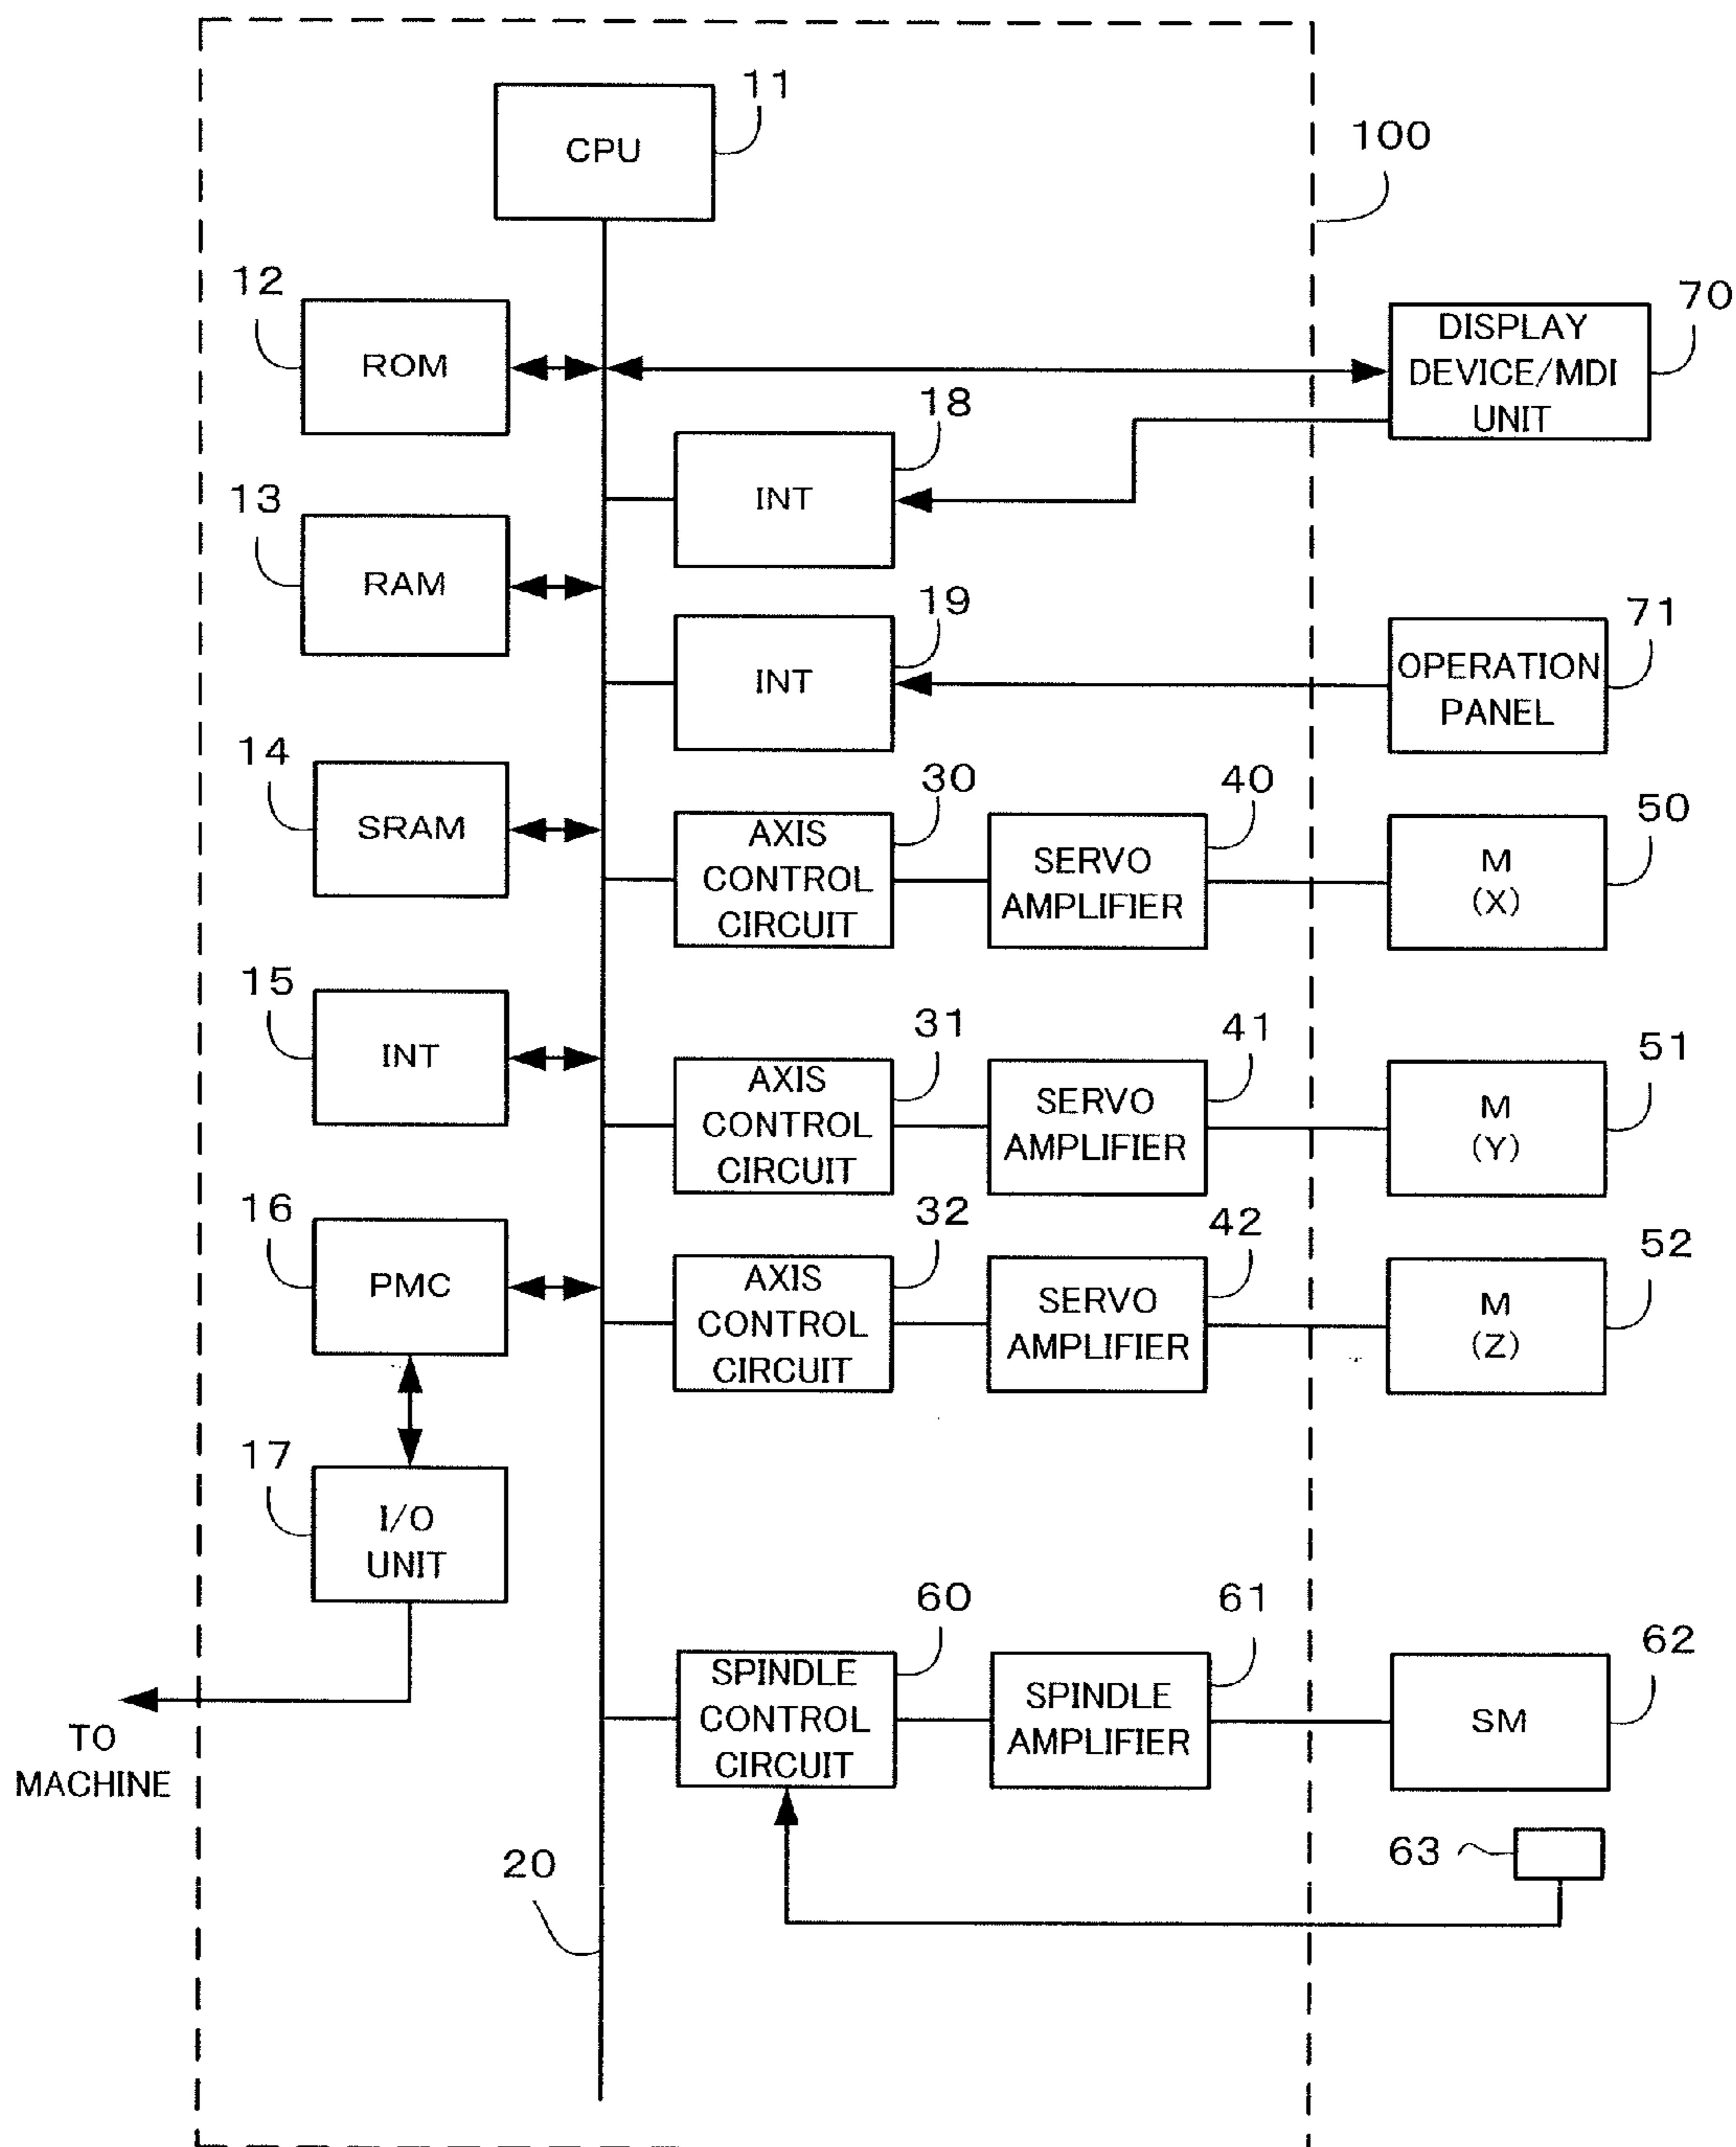 11
CPU
100
12
ROM
70
DISPLAY
DEVICE/MDI
UNIT
18
INT
13
RAM
19
INT
71
OPERATION
PANEL
14
SRAM
30
AXIS
CONTROL
CIRCUIT
40
SERVO
AMPLIFIER
50
M
(X)
15
INT
31
AXIS
CONTROL
CIRCUIT
41
SERVO
AMPLIFIER
51
M
(Y)
16
PMC
32
AXIS
CONTROL
CIRCUIT
42
SERVO
AMPLIFIER
52
M
(Z)
17
I/O
UNIT
TO
MACHINE
60
SPINDLE
CONTROL
CIRCUIT
61
SPINDLE
AMPLIFIER
62
SM
63
20